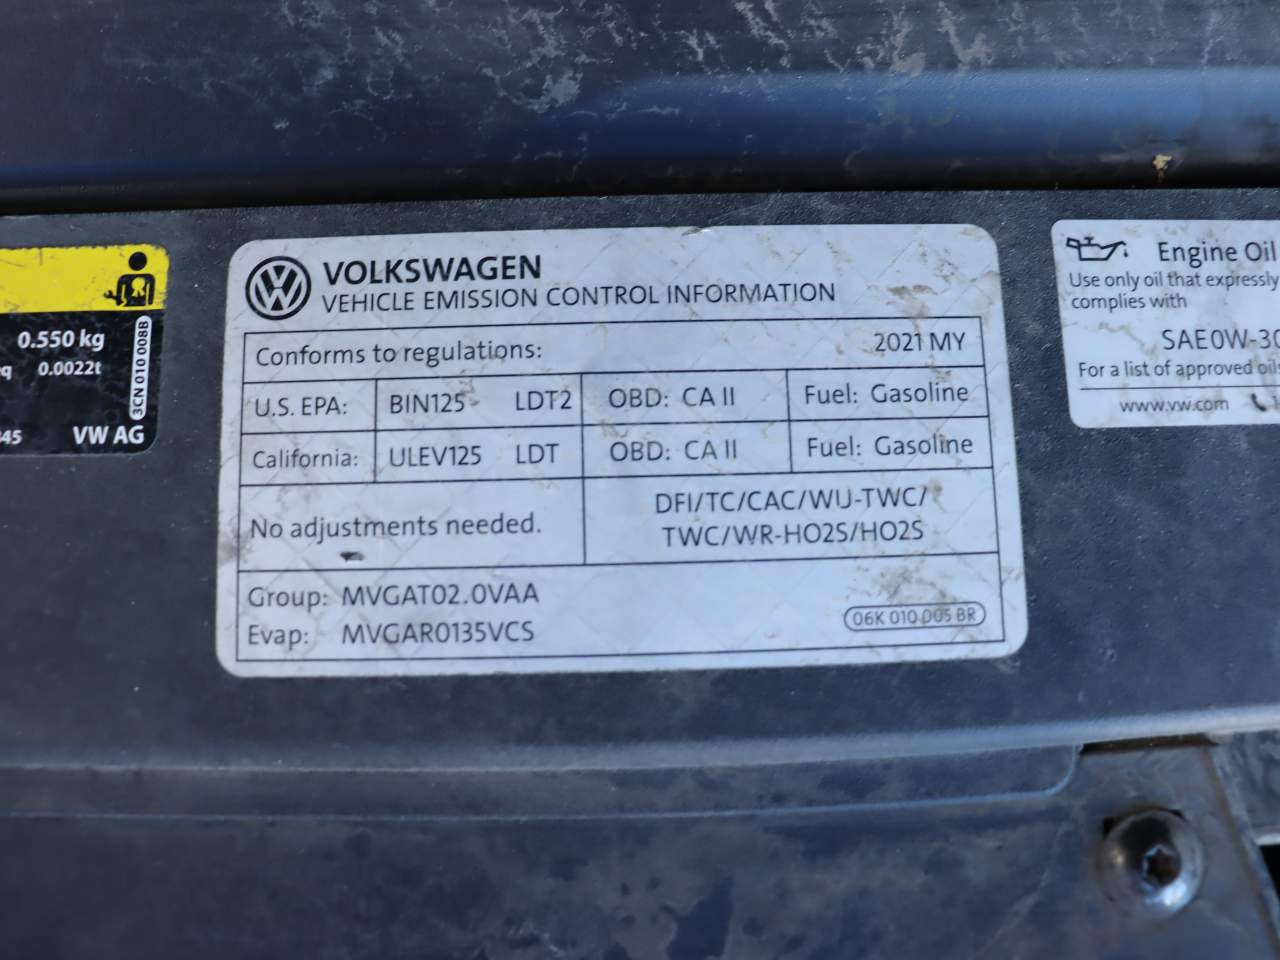 0.550 kg
0.0022t
3CN 010 008B
VW AG
VOLKSWAGEN
VEHICLE EMISSION CONTROL INFORMATION
Conforms to regulations: 2021 MY
U.S. EPA: BIN125 LDT2 OBD: CA II Fuel: Gasoline
California: ULEV125 LDT OBD: CA II Fuel: Gasoline
No adjustments needed.
DFI/TC/CAC/WU-TWC/
TWC/WR-HO2S/HO2S
Group: MVGAT02.0VAA
Evap: MVGAR0135VCS
06K 010 005 BR
Engine Oil
Use only oil that expressly
complies with
SAE0W-30
For a list of approved oils
www.vw.com